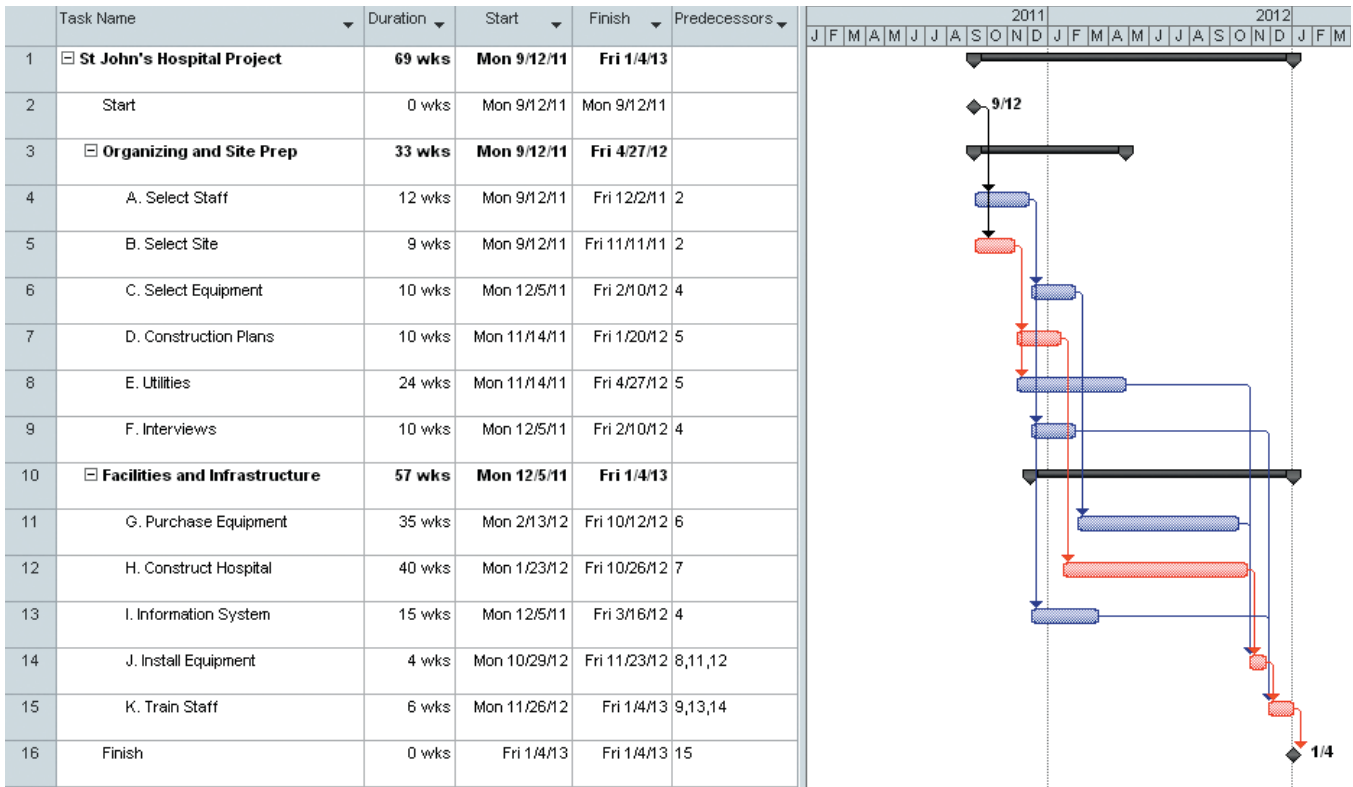 Task Name Duration Start Finish Predecessors 2011 2012
J F M A M J J A S O N D J F M A M J J A S O N D J F M
1 St John's Hospital Project 69 wks Mon 9/12/11 Fri 1/4/13
2 Start 0 wks Mon 9/12/11 Mon 9/12/11 9/12
3 Organizing and Site Prep 33 wks Mon 9/12/11 Fri 4/27/12
4 A. Select Staff 12 wks Mon 9/12/11 Fri 12/2/11 2
5 B. Select Site 9 wks Mon 9/12/11 Fri 11/11/11 2
6 C. Select Equipment 10 wks Mon 12/5/11 Fri 2/10/12 4
7 D. Construction Plans 10 wks Mon 11/14/11 Fri 1/20/12 5
8 E. Utilities 24 wks Mon 11/14/11 Fri 4/27/12 5
9 F. Interviews 10 wks Mon 12/5/11 Fri 2/10/12 4
10 Facilities and Infrastructure 57 wks Mon 12/5/11 Fri 1/4/13
11 G. Purchase Equipment 35 wks Mon 2/13/12 Fri 10/12/12 6
12 H. Construct Hospital 40 wks Mon 1/23/12 Fri 10/26/12 7
13 I. Information System 15 wks Mon 12/5/11 Fri 3/16/12 4
14 J. Install Equipment 4 wks Mon 10/29/12 Fri 11/23/12 8,11,12
15 K. Train Staff 6 wks Mon 11/26/12 Fri 1/4/13 9,13,14
16 Finish 0 wks Fri 1/4/13 Fri 1/4/13 15 1/4